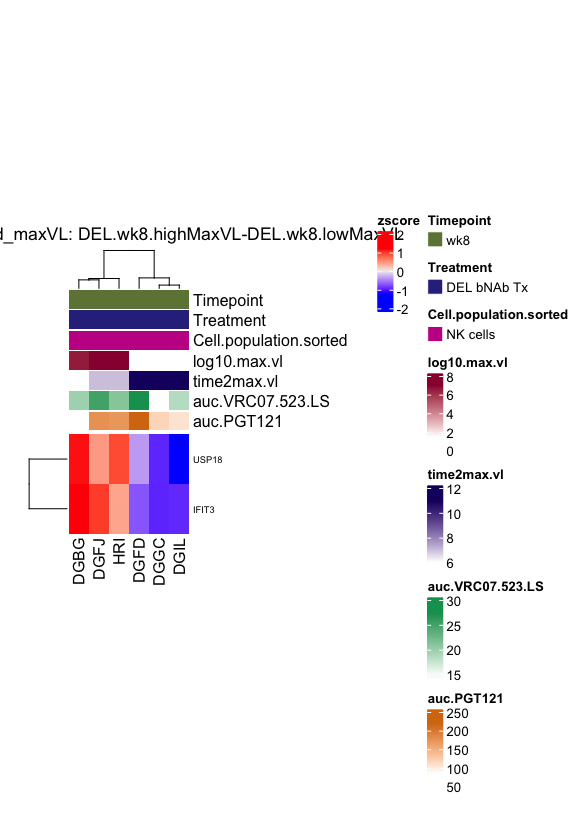 d_maxVL: DEL.wk8.highMaxVL-DEL.wk8.lowMaxVL
Timepoint
Treatment
Cell.population.sorted
log10.max.vl
time2max.vl
auc.VRC07.523.LS
auc.PGT121
USP18
IFIT3
DGBG
DGFJ
HRI
DGFD
DGGC
DGIL
zscore
2
1
0
-1
-2
Timepoint
wk8
Treatment
DEL bNAb Tx
Cell.population.sorted
NK cells
log10.max.vl
8
6
4
2
0
time2max.vl
12
10
8
6
auc.VRC07.523.LS
30
25
20
15
auc.PGT121
250
200
150
100
50